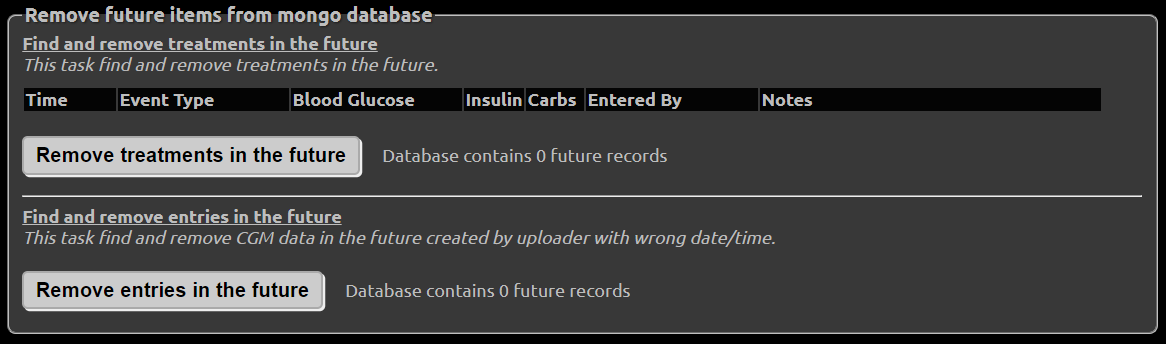 Remove future items from mongo database
Find and remove treatments in the future
This task find and remove treatments in the future.
Time Event Type Blood Glucose Insulin Carbs Entered By Notes
Remove treatments in the future Database contains 0 future records
Find and remove entries in the future
This task find and remove CGM data in the future created by uploader with wrong date/time.
Remove entries in the future Database contains 0 future records